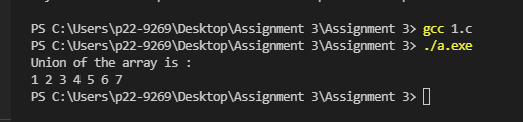 PS C:\Users\p22-9269\Desktop\Assignment 3\Assignment 3> gcc 1.c
PS C:\Users\p22-9269\Desktop\Assignment 3\Assignment 3> ./a.exe
Union of the array is :
1 2 3 4 5 6 7
PS C:\Users\p22-9269\Desktop\Assignment 3\Assignment 3>